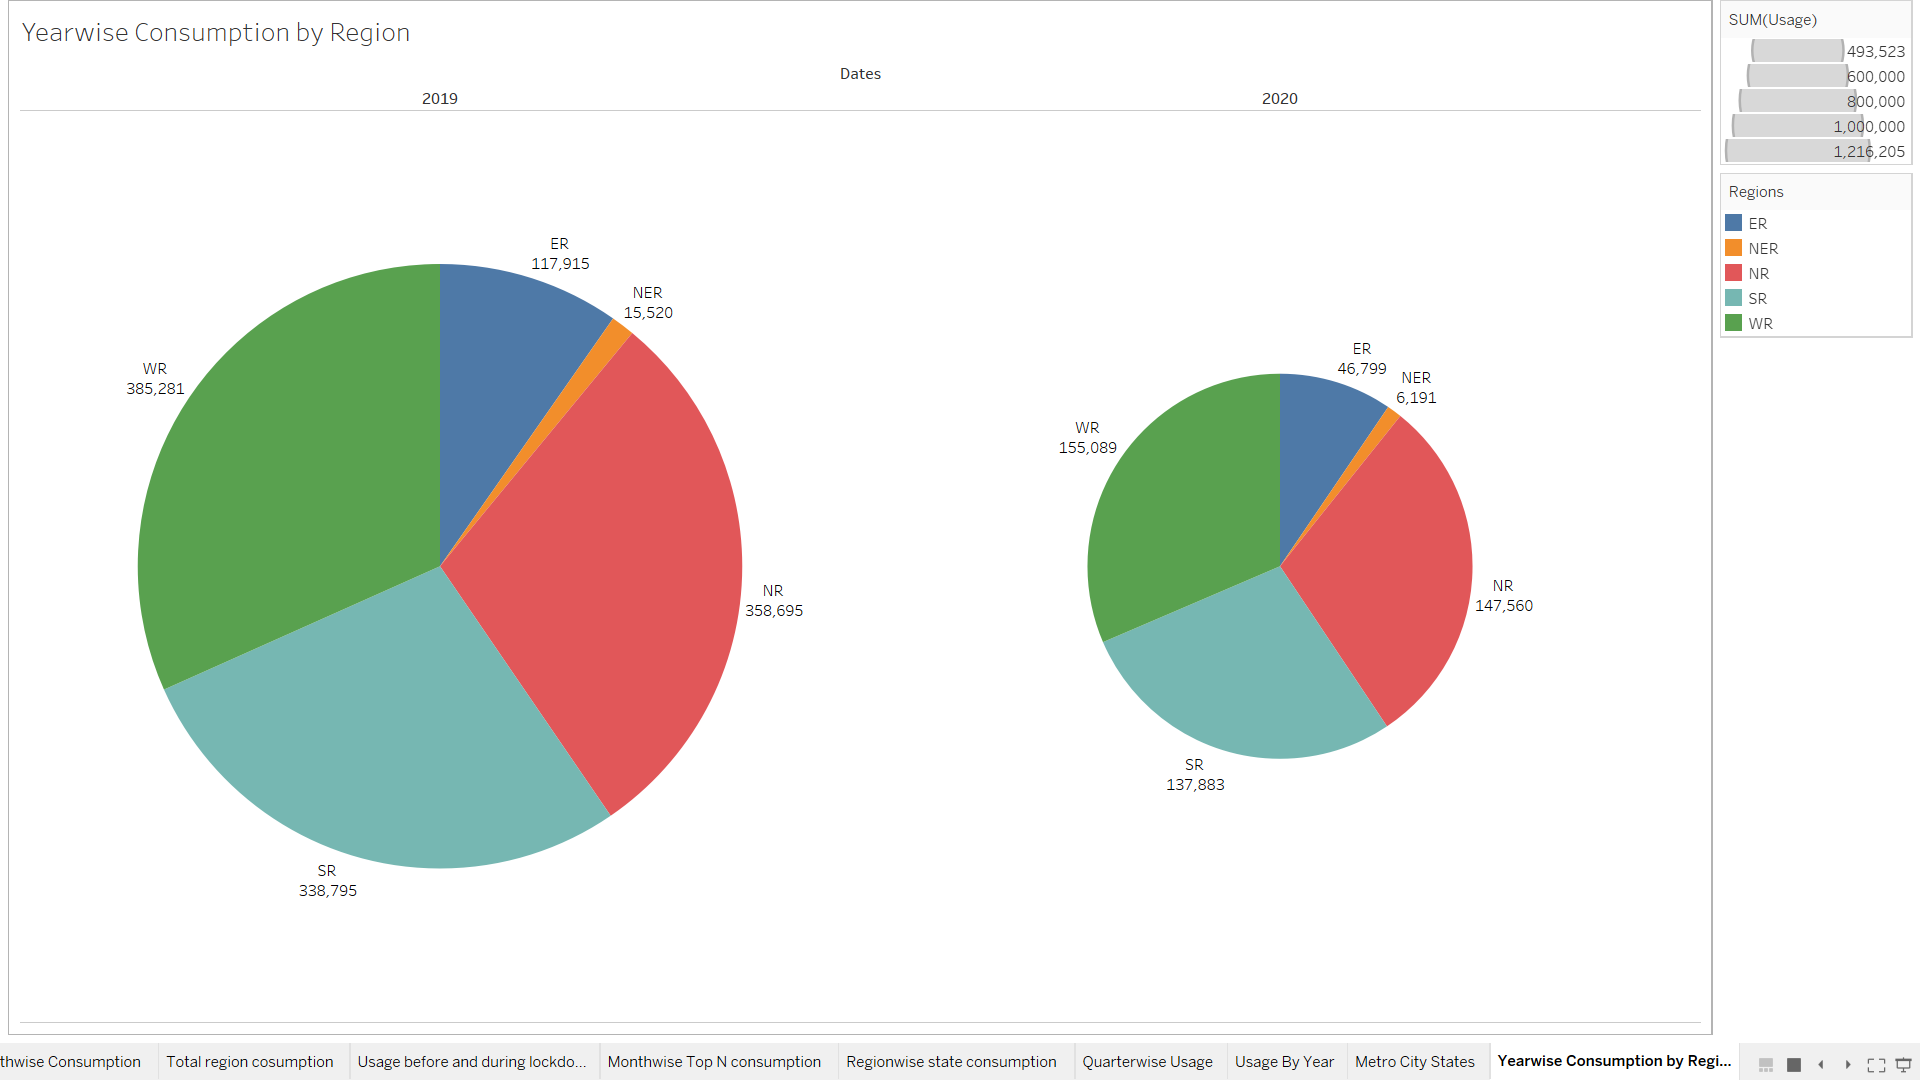 Yearwise Consumption by Region
Dates
2019
2020
ER
117,915
NER
15,520
WR
385,281
NR
358,695
SR
338,795
ER
46,799
NER
6,191
WR
155,089
NR
147,560
SR
137,883
SUM(Usage)
493,523
600,000
800,000
1,000,000
1,216,205
Regions
ER
NER
NR
SR
WR
thwise Consumption
Total region cosumption
Usage before and during lockdo...
Monthwise Top N consumption
Regionwise state consumption
Quarterwise Usage
Usage By Year
Metro City States
Yearwise Consumption by Regi...